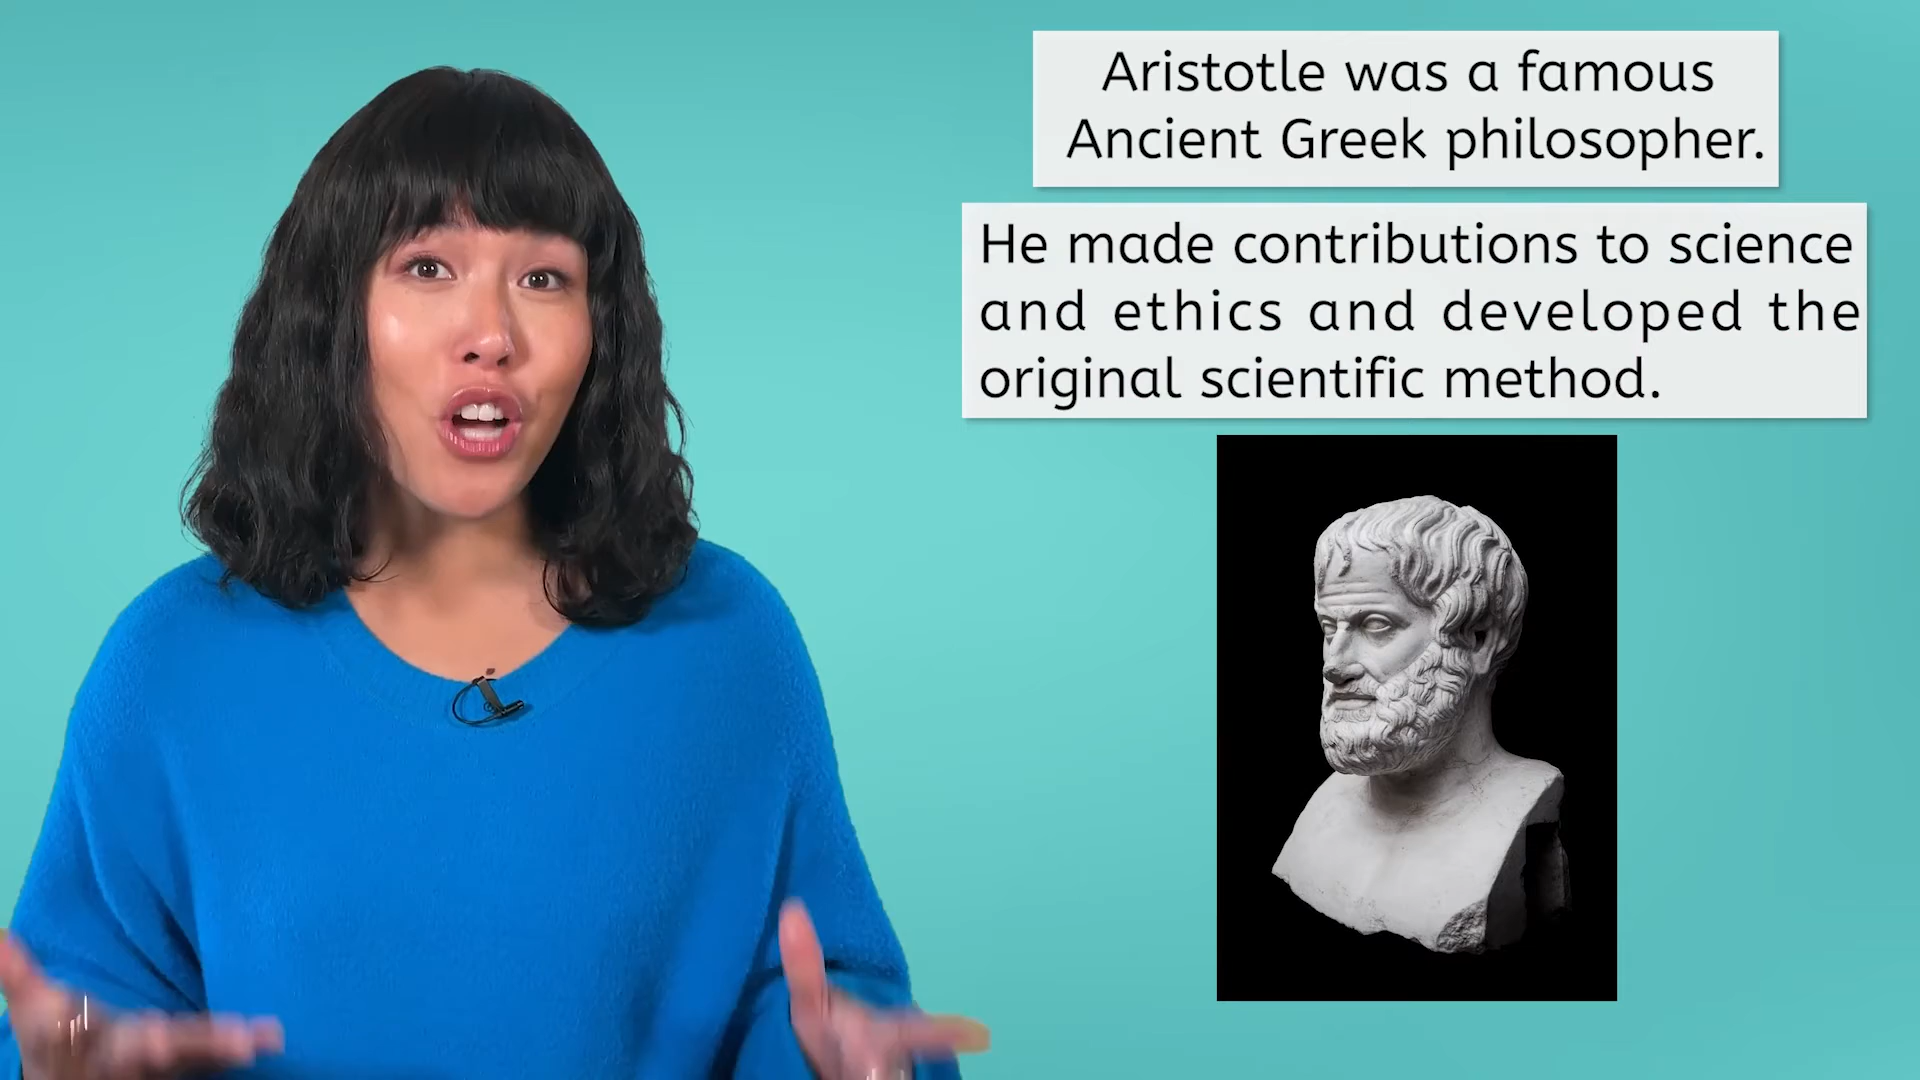 Aristotle was a famous
Ancient Greek philosopher.
He made contributions to science
and ethics and developed the
original scientific method.